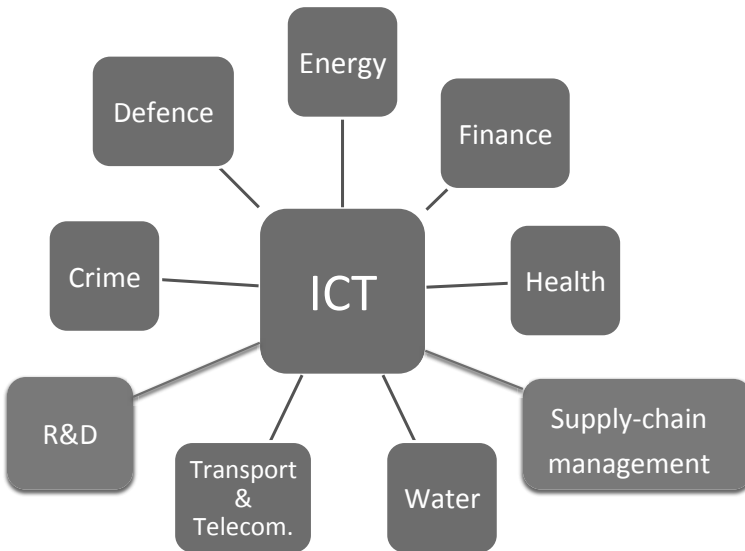 Energy
Defence
Finance
Crime
ICT
Health
R&D
Supply-chain
management
Transport
&
Telecom.
Water